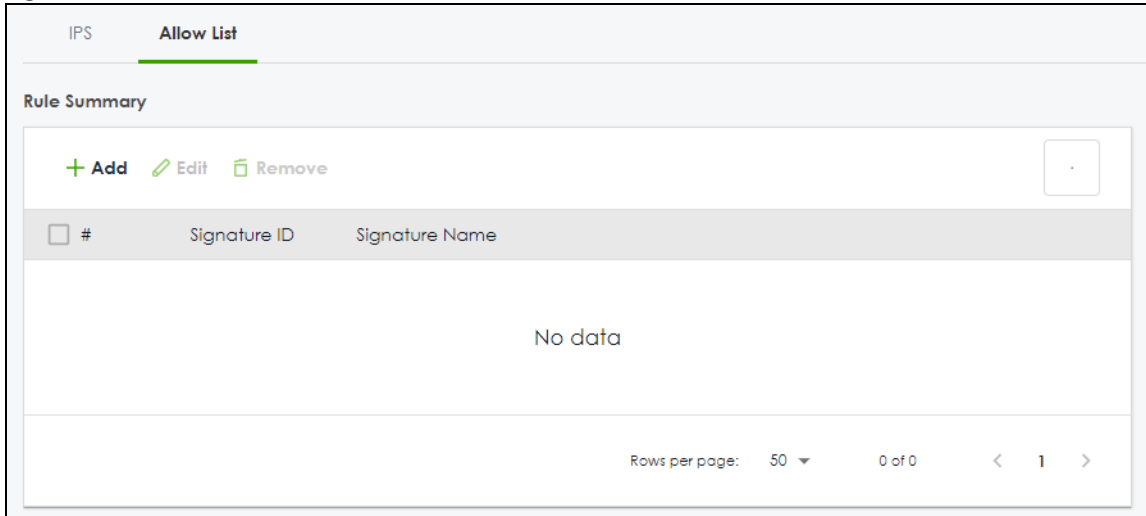 IPS Allow List
Rule Summary
+ Add Edit Remove
# Signature ID Signature Name
No data
Rows per page: 50 0 of 0 < 1 >